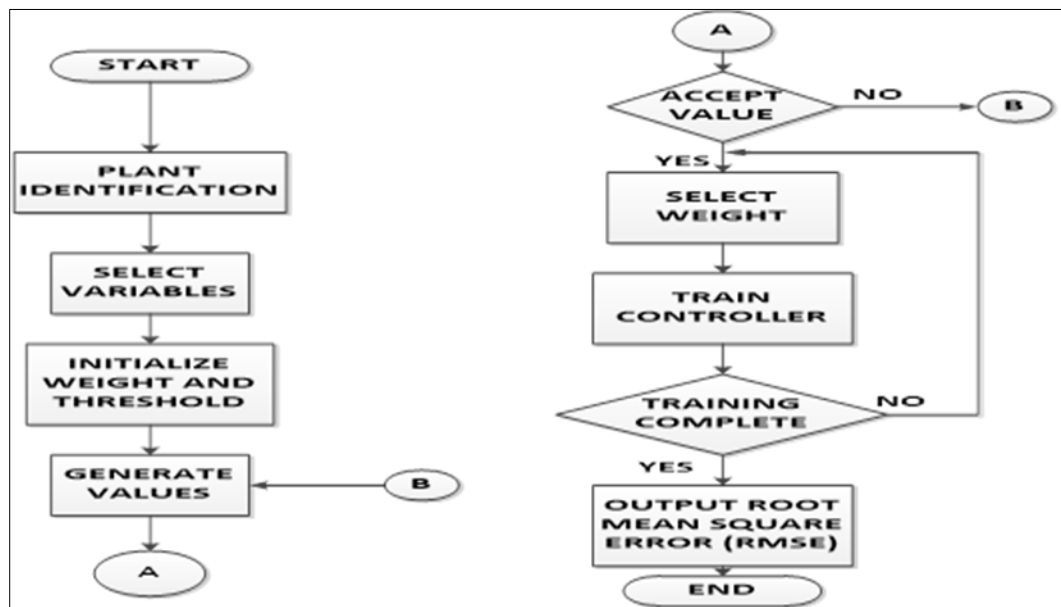 START
PLANT
IDENTIFICATION
SELECT
VARIABLES
INITIALIZE
WEIGHT AND
THRESHOLD
GENERATE
VALUES
B
A
A
ACCEPT
VALUE
NO
B
YES
SELECT
WEIGHT
TRAIN
CONTROLLER
TRAINING
COMPLETE
NO
YES
OUTPUT ROOT
MEAN SQUARE
ERROR (RMSE)
END